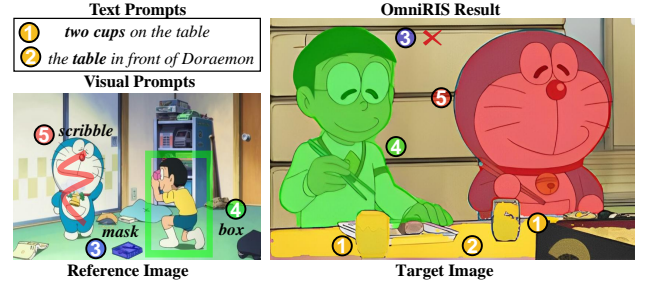 Text Prompts
1 two cups on the table
2 the table in front of Doraemon
Visual Prompts
5 scribble
4
box
mask
3
Reference Image
OmniRIS Result
3
5
4
1
2
1
Target Image